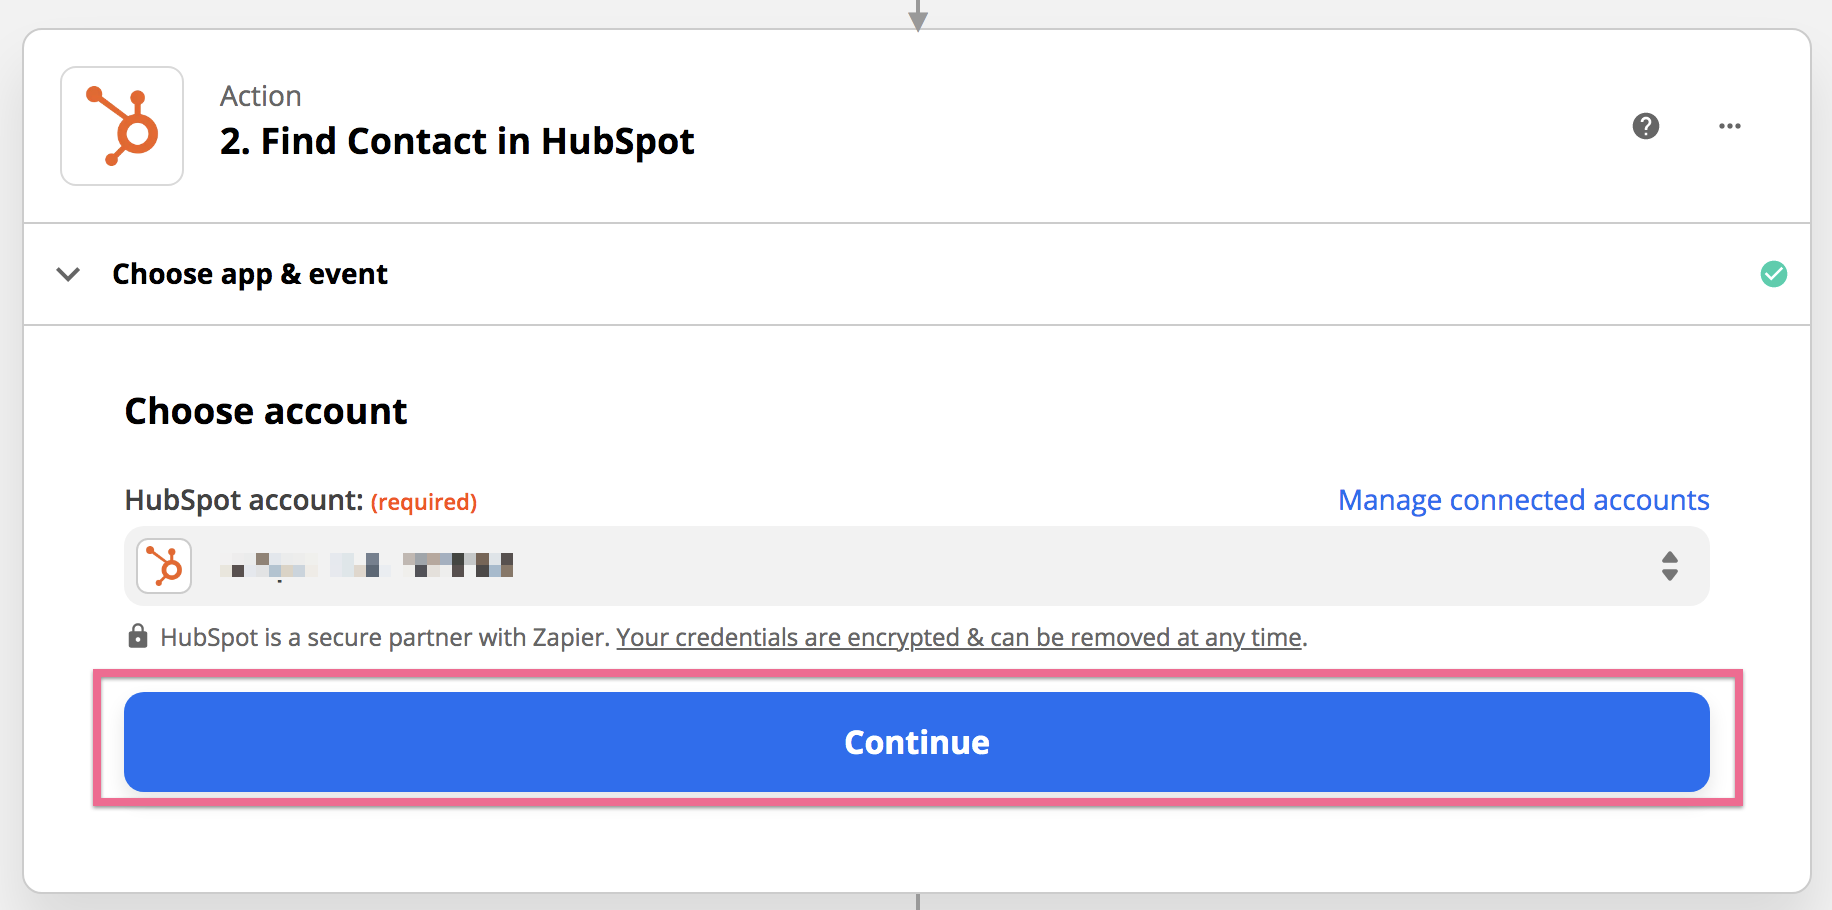 Action
2. Find Contact in HubSpot
Choose app & event
Choose account
HubSpot account: (required)
Manage connected accounts
HubSpot is a secure partner with Zapier. Your credentials are encrypted & can be removed at any time.
Continue